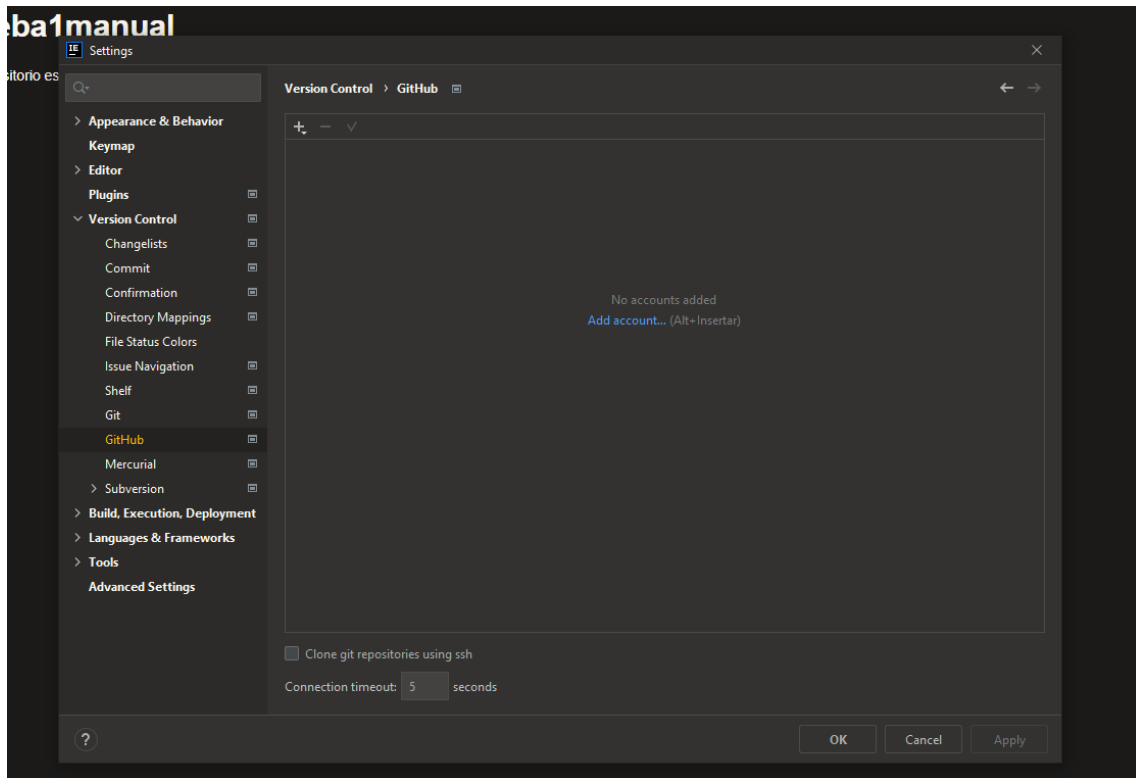 eba1manual
sitorio es
IE Settings
Version Control › GitHub
Appearance & Behavior
Keymap
Editor
Plugins
Version Control
Changelists
Commit
Confirmation
Directory Mappings
File Status Colors
Issue Navigation
Shelf
Git
GitHub
Mercurial
Subversion
Build, Execution, Deployment
Languages & Frameworks
Tools
Advanced Settings
No accounts added
Add account... (Alt+Insertar)
Clone git repositories using ssh
Connection timeout: 5 seconds
? OK Cancel Apply